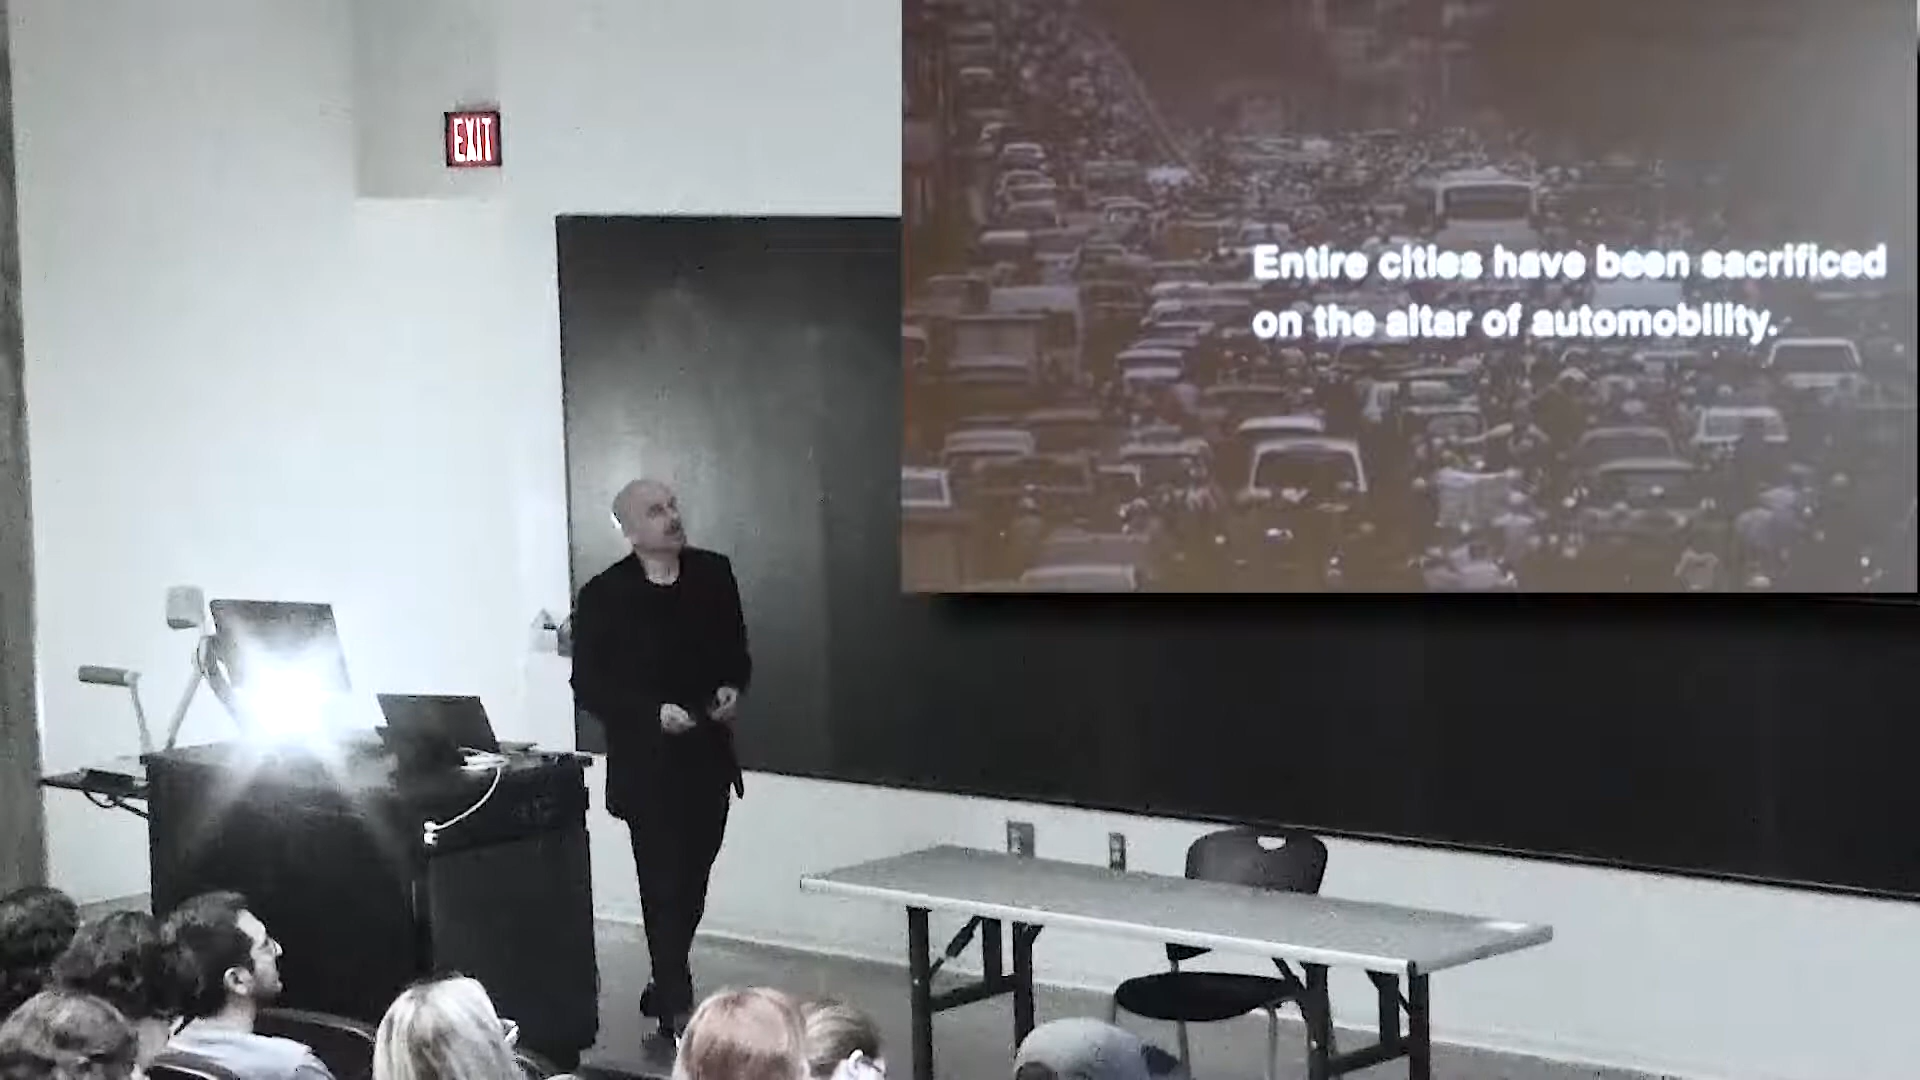 EXIT
Entire cities have been sacrificed
on the altar of automobility.